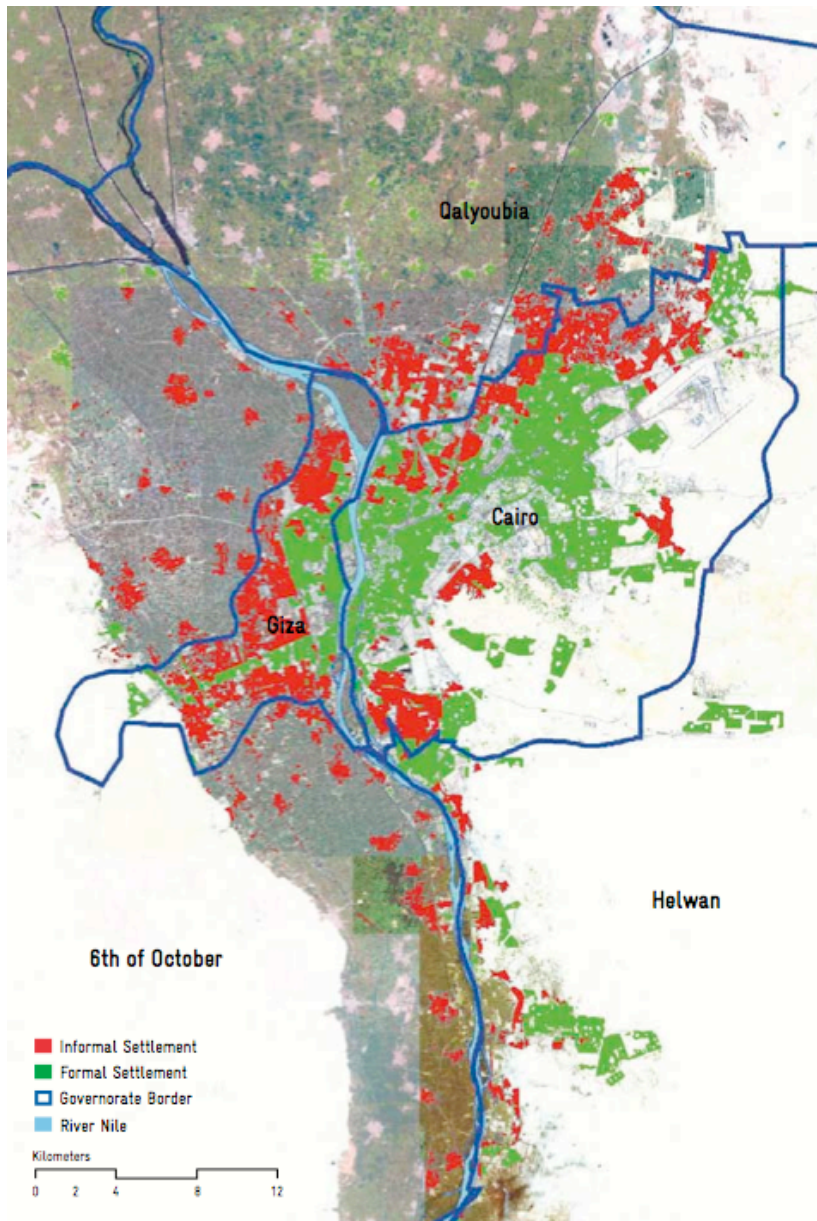 Qalyoubia
Cairo
Giza
Helwan
6th of October
Informal Settlement
Formal Settlement
Governorate Border
River Nile
Kilometers
0 2 4 8 12